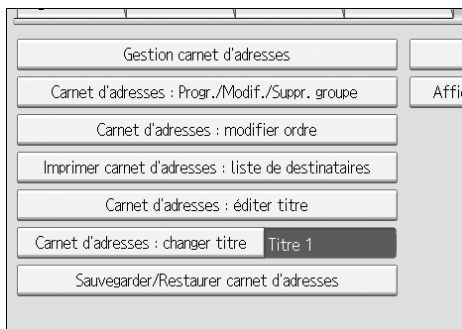 Gestion carnet d'adresses
Carnet d'adresses : Progr./Modif./Suppr. groupe
Affi
Carnet d'adresses : modifier ordre
Imprimer carnet d'adresses : liste de destinataires
Carnet d'adresses : éditer titre
Carnet d'adresses : changer titre Titre 1
Sauvegarder/Restaurer carnet d'adresses